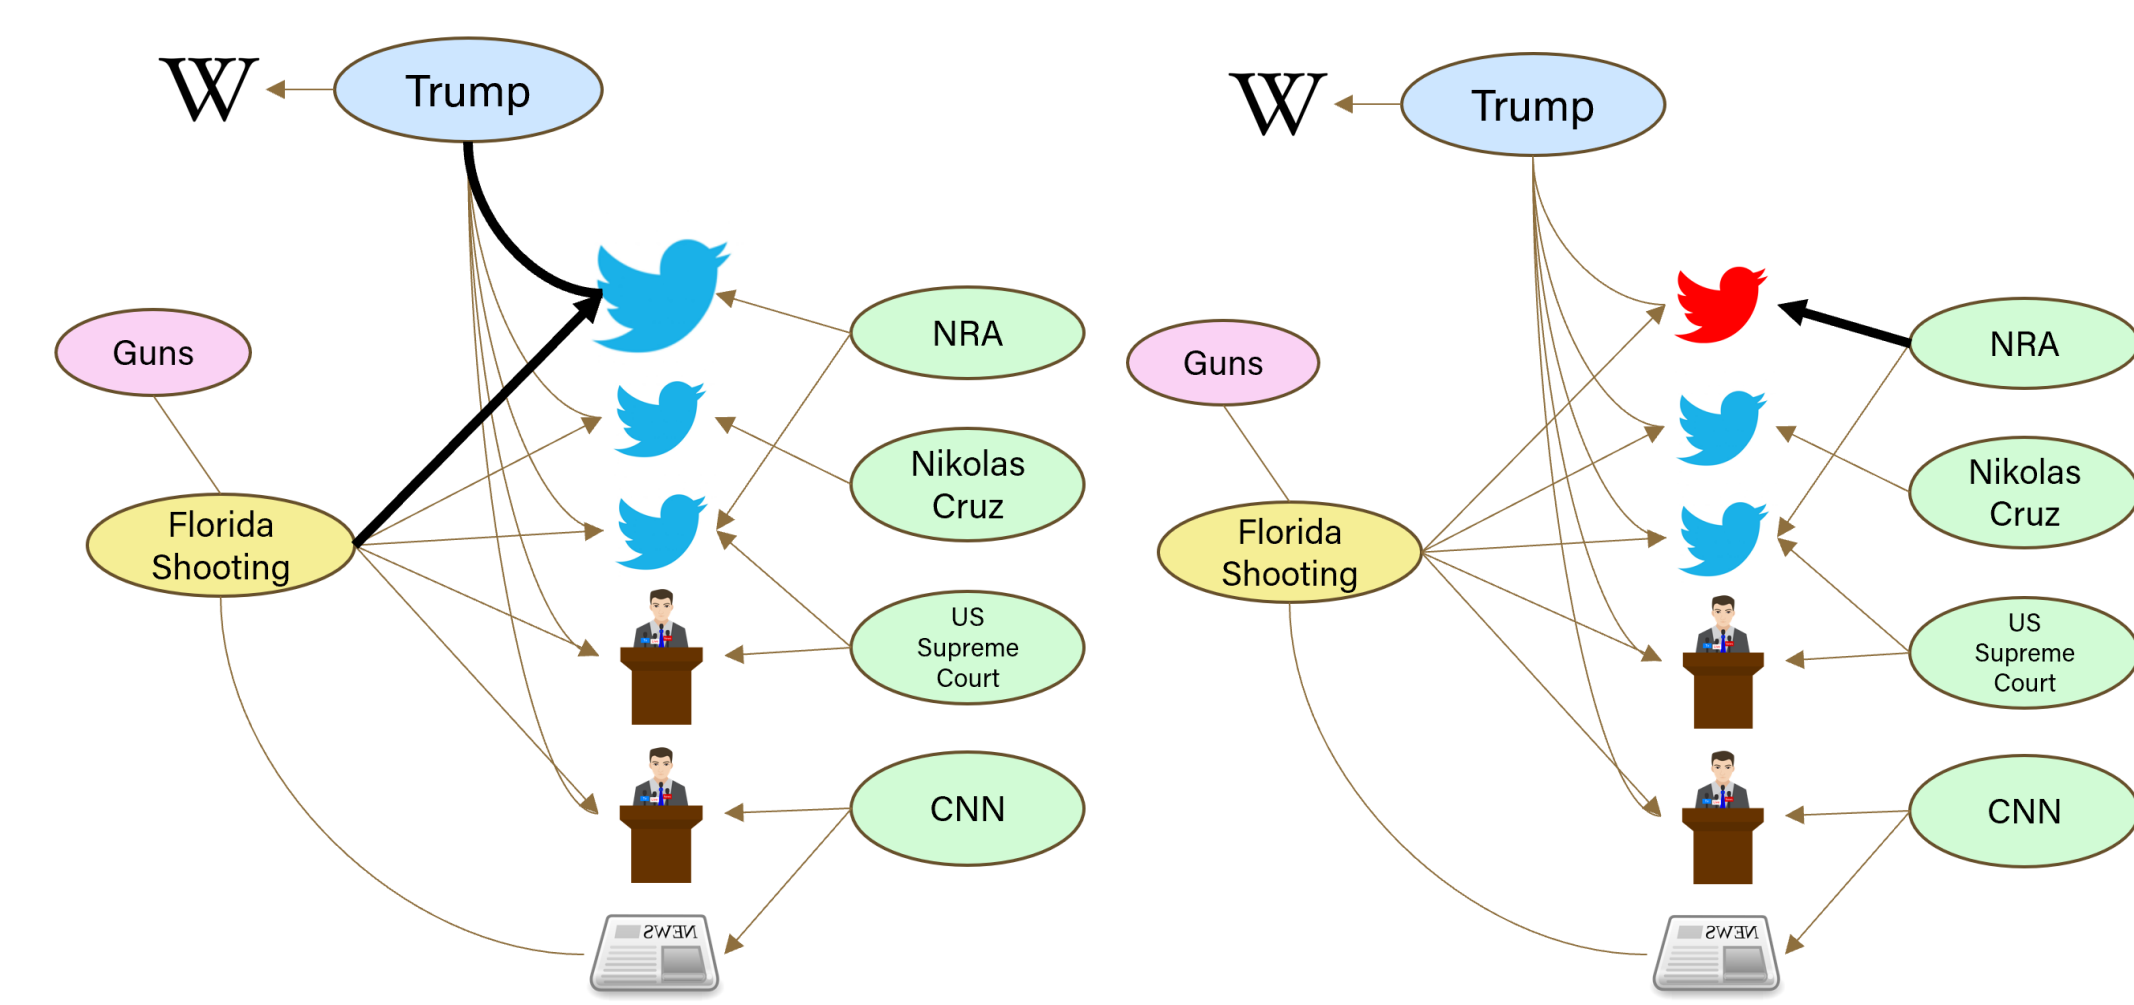 W
Trump
Guns
NRA
Nikolas
Cruz
Florida
Shooting
US
Supreme
Court
CNN
NEWS
W
Trump
Guns
NRA
Nikolas
Cruz
Florida
Shooting
US
Supreme
Court
CNN
NEWS